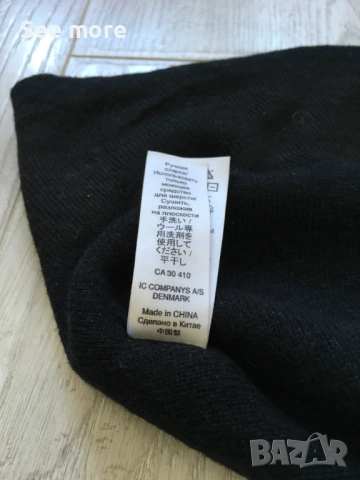 See more
Ручная
стирка/
Использовать
только
моющее
средство
для шерсти/
Сушить,
разложив
на плоскости
手洗い/
ウール専
用洗剤を
使用して
ください/
平干し
CA 30 410
IC COMPANYS A/S
DENMARK
Made in CHINA
Сделано в Китае
中国製
BAZAR